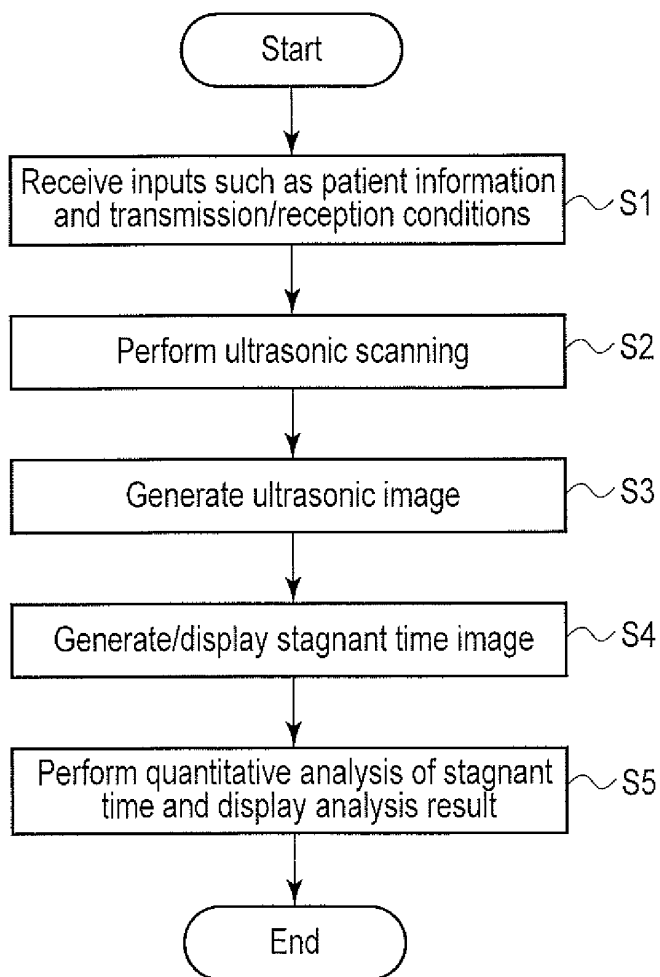 Start
Receive inputs such as patient information
and transmission/reception conditions
S1
Perform ultrasonic scanning
S2
Generate ultrasonic image
S3
Generate/display stagnant time image
S4
Perform quantitative analysis of stagnant
time and display analysis result
S5
End